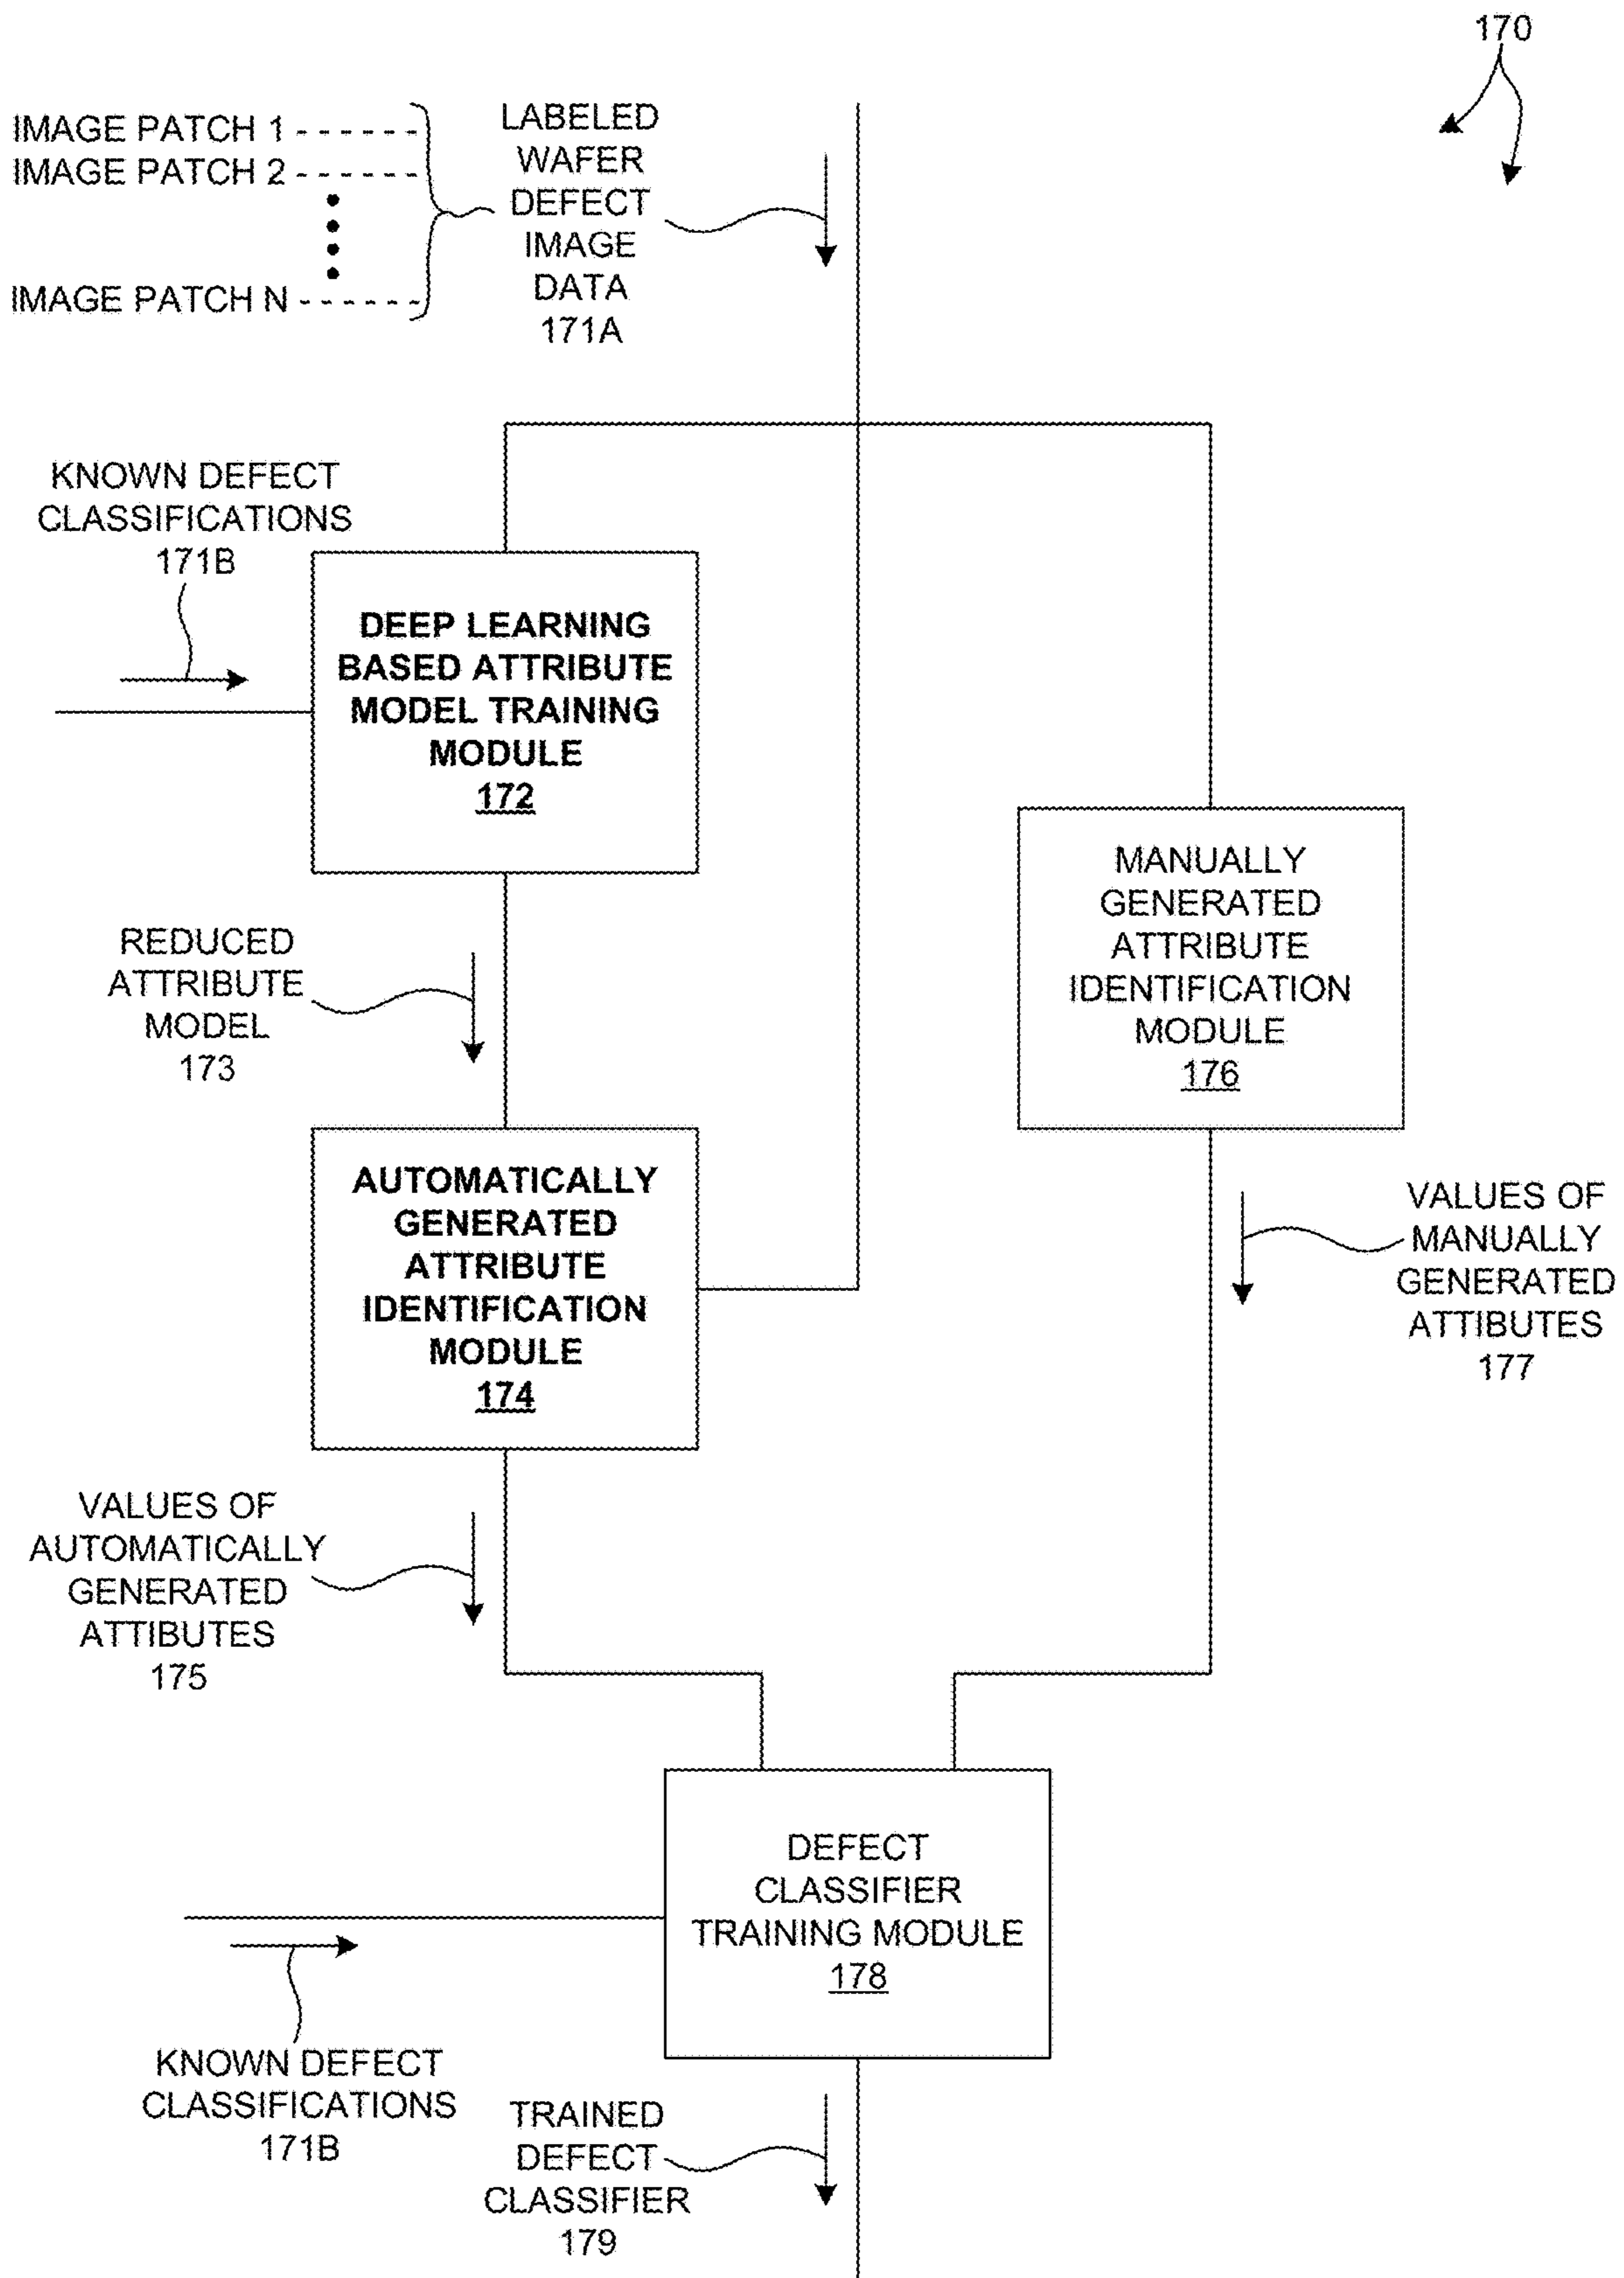 170
IMAGE PATCH 1
IMAGE PATCH 2
IMAGE PATCH N
LABELED
WAFER
DEFECT
IMAGE
DATA
171A
KNOWN DEFECT
CLASSIFICATIONS
171B
DEEP LEARNING
BASED ATTRIBUTE
MODEL TRAINING
MODULE
172
MANUALLY
GENERATED
ATTRIBUTE
IDENTIFICATION
MODULE
176
REDUCED
ATTRIBUTE
MODEL
173
AUTOMATICALLY
GENERATED
ATTRIBUTE
IDENTIFICATION
MODULE
174
VALUES OF
MANUALLY
GENERATED
ATTIBUTES
177
VALUES OF
AUTOMATICALLY
GENERATED
ATTIBUTES
175
DEFECT
CLASSIFIER
TRAINING MODULE
178
KNOWN DEFECT
CLASSIFICATIONS
171B
TRAINED
DEFECT
CLASSIFIER
179